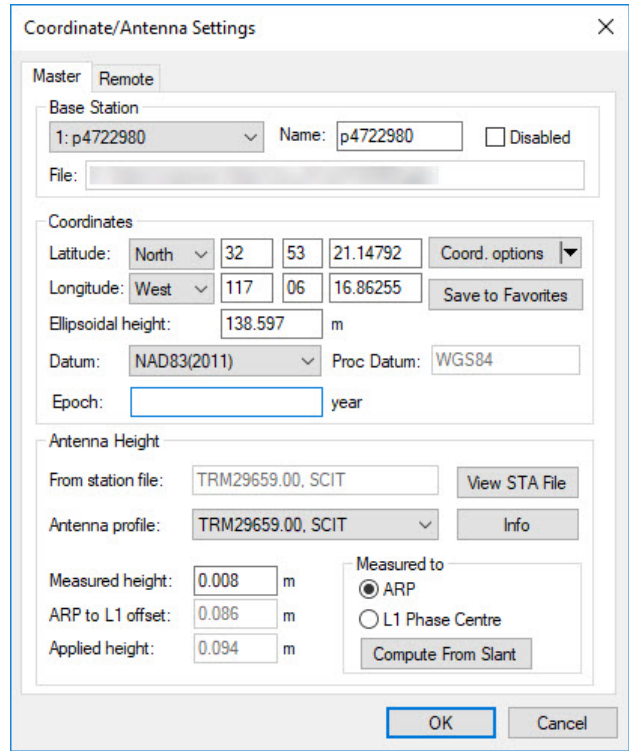 Coordinate/Antenna Settings
Master Remote
Base Station
1: p4722980 Name: p4722980 Disabled
File:
Coordinates
Latitude: North 32 53 21.14792 Coord. options
Longitude: West 117 06 16.86255 Save to Favorites
Ellipsoidal height: 138.597 m
Datum: NAD83(2011) Proc Datum: WGS84
Epoch: year
Antenna Height
From station file: TRM29659.00, SCIT View STA File
Antenna profile: TRM29659.00, SCIT Info
Measured height: 0.008 m Measured to
ARP
ARP to L1 offset: 0.086 m L1 Phase Centre
Applied height: 0.094 m Compute From Slant
OK Cancel